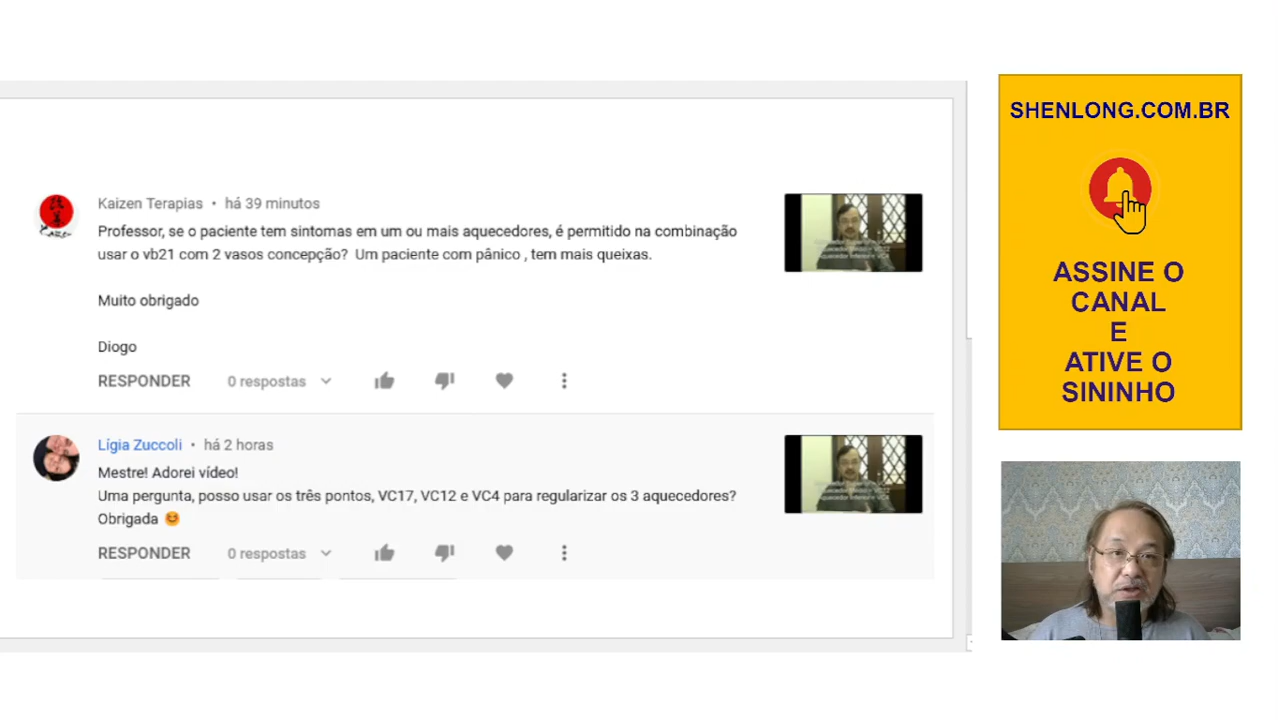 SHENLONG.COM.BR
Kaizen Terapias • há 39 minutos
Professor, se o paciente tem sintomas em um ou mais aquecedores, é permitido na combinação
usar o vb21 com 2 vasos concepção? Um paciente com pânico , tem mais queixas.
Muito obrigado
Diogo
RESPONDER 0 respostas
Lígia Zuccoli • há 2 horas
Mestre! Adorei vídeo!
Uma pergunta, posso usar os três pontos, VC17, VC12 e VC4 para regularizar os 3 aquecedores?
Obrigada 😊
RESPONDER 0 respostas
ASSINE O
CANAL
E
ATIVE O
SININHO